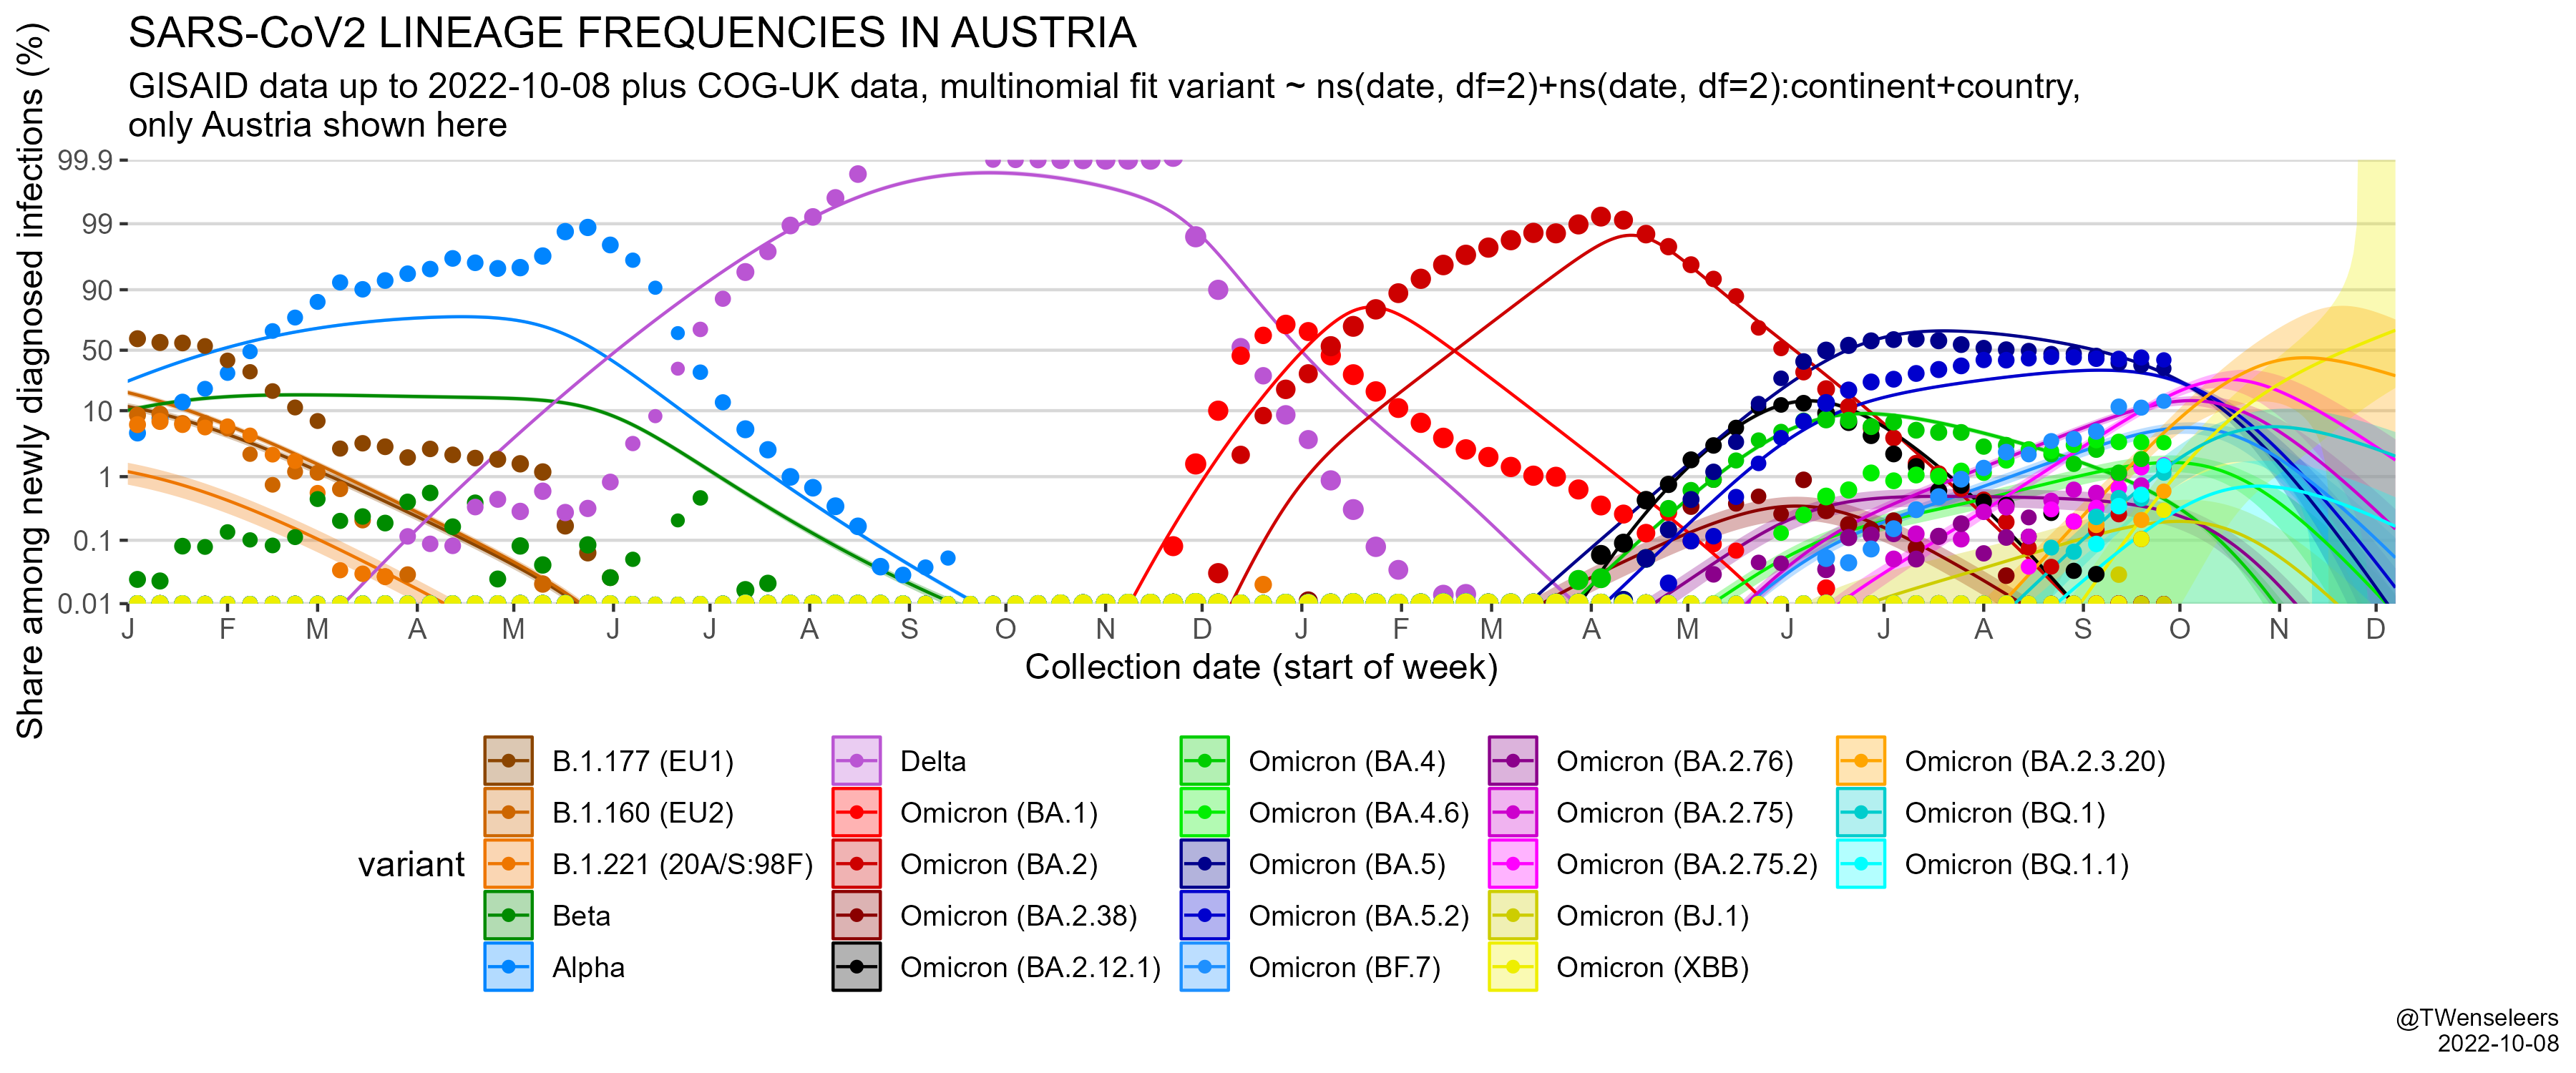 SARS-CoV2 LINEAGE FREQUENCIES IN AUSTRIA
GISAID data up to 2022-10-08 plus COG-UK data, multinomial fit variant ~ ns(date, df=2)+ns(date, df=2):continent+country,
only Austria shown here
Share among newly diagnosed infections (%)
99.9
99
90
50
10
1
0.1
0.01
J F M A M J J A S O N D J F M A M J J A S O N D
Collection date (start of week)
variant
B.1.177 (EU1)
B.1.160 (EU2)
B.1.221 (20A/S:98F)
Beta
Alpha
Delta
Omicron (BA.1)
Omicron (BA.2)
Omicron (BA.2.38)
Omicron (BA.2.12.1)
Omicron (BA.4)
Omicron (BA.4.6)
Omicron (BA.5)
Omicron (BA.5.2)
Omicron (BF.7)
Omicron (BA.2.76)
Omicron (BA.2.75)
Omicron (BA.2.75.2)
Omicron (BJ.1)
Omicron (XBB)
Omicron (BA.2.3.20)
Omicron (BQ.1)
Omicron (BQ.1.1)
@TWenseleers
2022-10-08